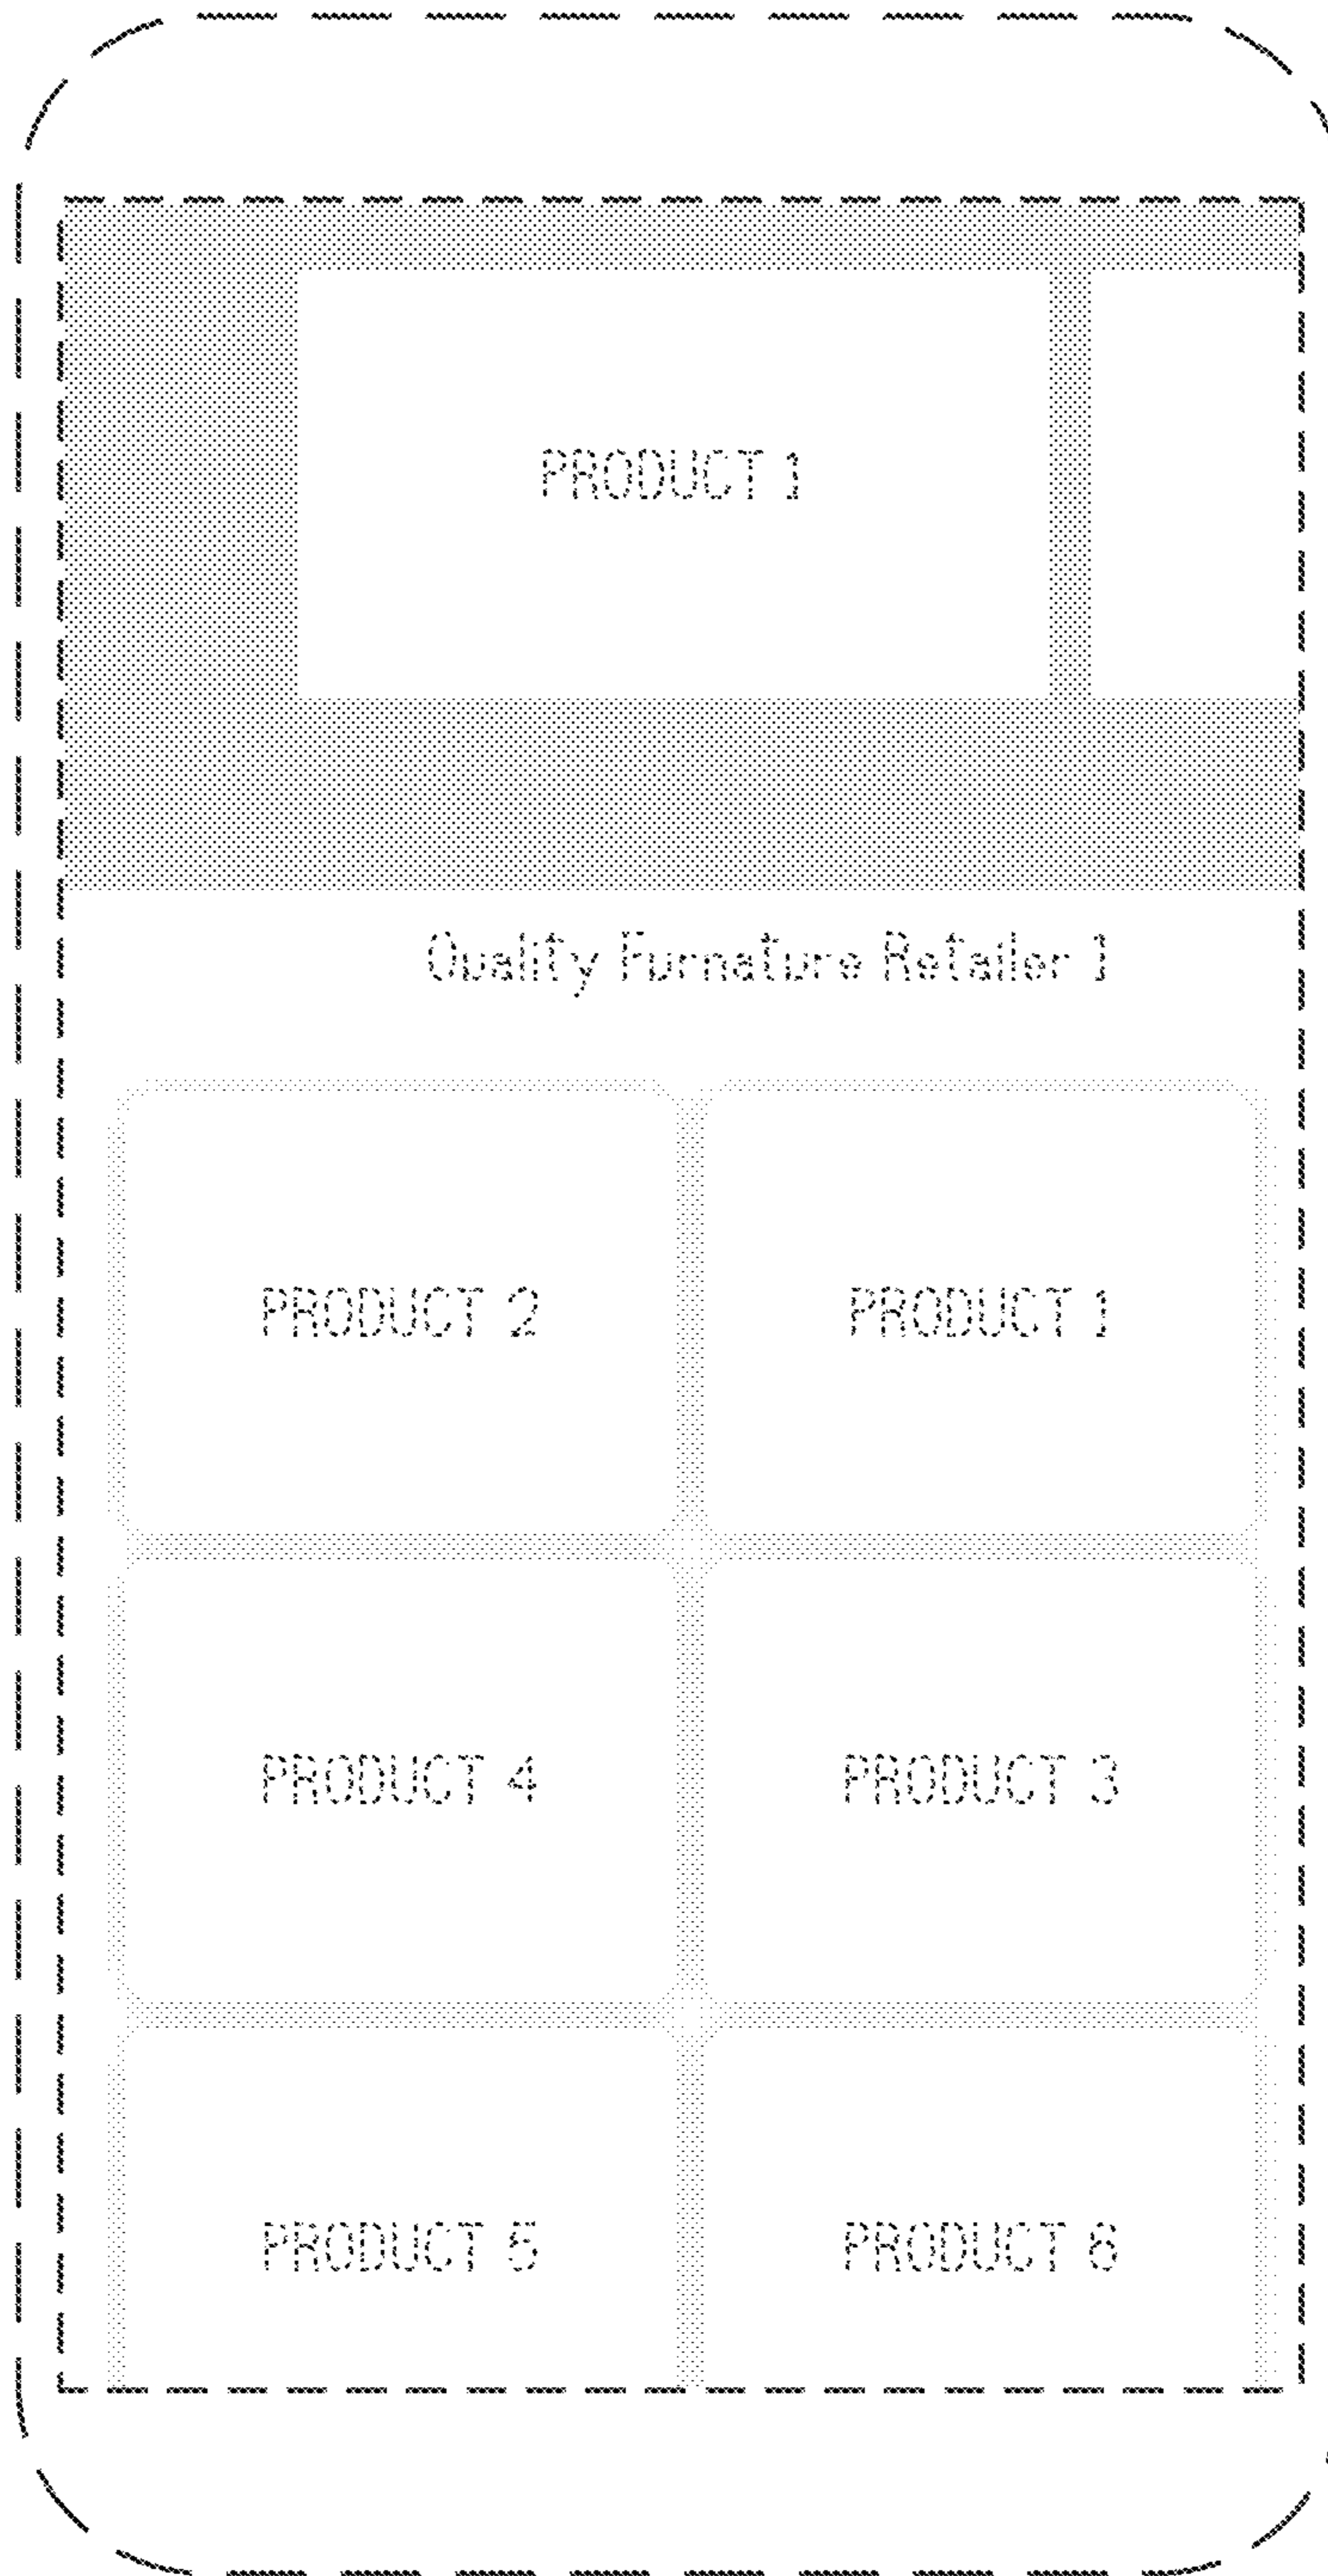 PRODUCT 1
Quality Furnature Retailer 1
PRODUCT 2 PRODUCT 1
PRODUCT 4 PRODUCT 3
PRODUCT 5 PRODUCT 6